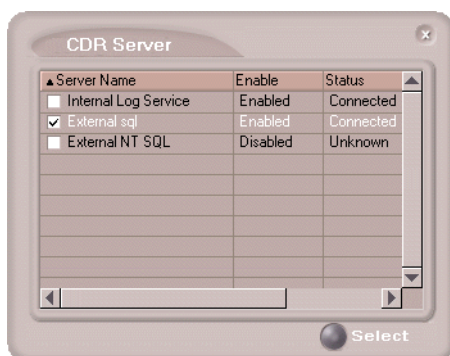 CDR Server
Server Name Enable Status
Internal Log Service Enabled Connected
External sql Enabled Connected
External NT SQL Disabled Unknown
Select